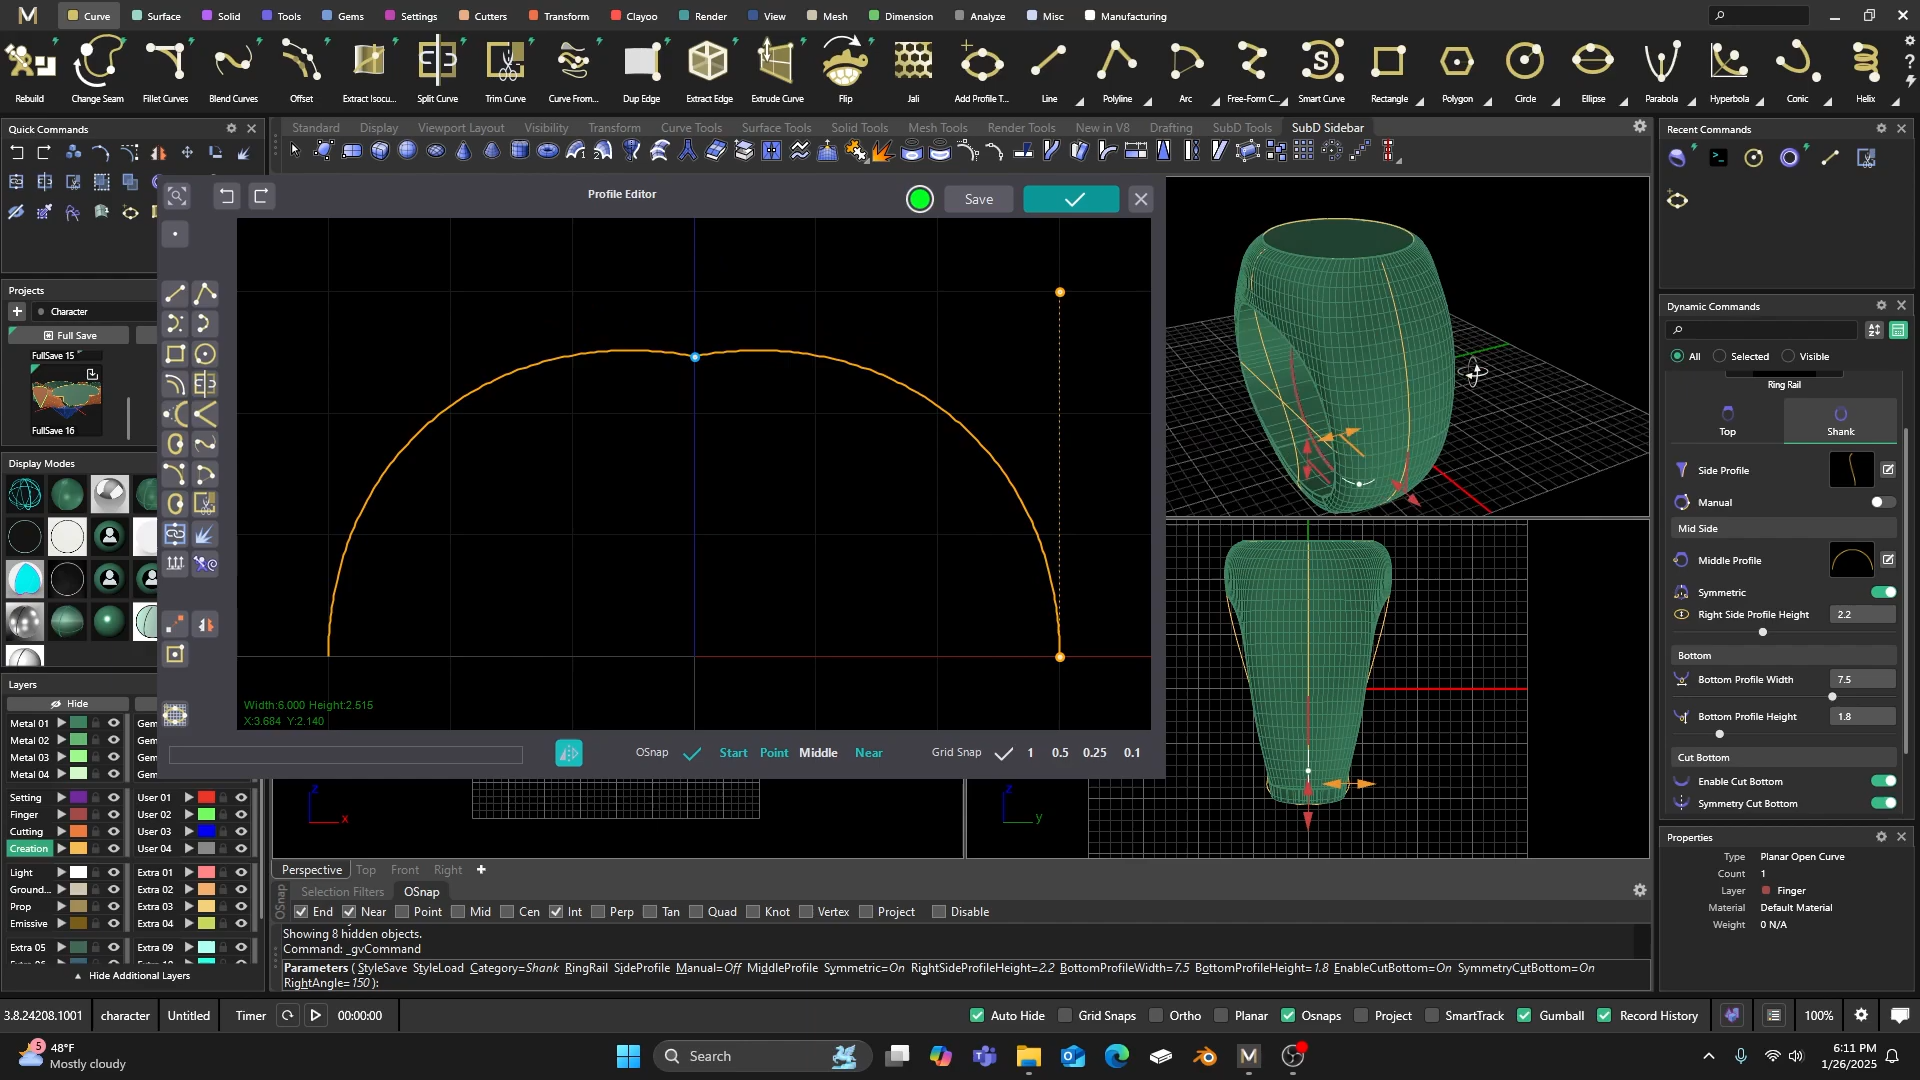 Curve Surface Solid Tools Gems Settings Cutters Transform Clayoo Render View Mesh Dimension Analyze Misc Manufacturing
Rebuild Change Seam Fillet Curves Blend Curves Offset Extract Isocu... Split Curve Trim Curve Curve From... Dup Edge Extract Edge Extrude Curve Flip Jali Add Profile T... Line Polyline Arc Free-Form C... Smart Curve Rectangle Polygon Circle Ellipse Parabola Hyperbola Conic Helix
Quick Commands
Standard Display Viewport Layout Visibility Transform Curve Tools Surface Tools Solid Tools Mesh Tools Render Tools New in V8 Drafting SubD Tools SubD Sidebar
Recent Commands
Profile Editor
Save
Projects
Character
Full Save
FullSave 15
FullSave 16
Display Modes
Width:6.000 Height:2.515
X:3.684 Y:2.140
OSnap Start Point Middle Near Grid Snap 1 0.5 0.25 0.1
Dynamic Commands
All Selected Visible
Ring Rail
Top Shank
Side Profile
Manual
Mid Side
Middle Profile
Symmetric
Right Side Profile Height 2.2
Bottom
Bottom Profile Width 7.5
Bottom Profile Height 1.8
Cut Bottom
Enable Cut Bottom
Symmetry Cut Bottom
Layers
Hide
Metal 01 Gem
Metal 02 Gem
Metal 03 Gem
Metal 04 Gem
Setting User 01
Finger User 02
Cutting User 03
Creation User 04
Light Extra 01
Ground... Extra 02
Prop Extra 03
Emissive Extra 04
Extra 05 Extra 09
Hide Additional Layers
z
x
z
y
Perspective Top Front Right
OSnap
Selection Filters OSnap
End Near Point Mid Cen Int Perp Tan Quad Knot Vertex Project Disable
Showing 8 hidden objects.
Command: _gvCommand
Parameters ( StyleSave StyleLoad Category=Shank RingRail SideProfile Manual=Off MiddleProfile Symmetric=On RightSideProfileHeight=2.2 BottomProfileWidth=7.5 BottomProfileHeight=1.8 EnableCutBottom=On SymmetryCutBottom=On
RightAngle=150 ):
Properties
Type Planar Open Curve
Count 1
Layer Finger
Material Default Material
Weight 0 N/A
3.8.24208.1001 character Untitled Timer 00:00:00 Auto Hide Grid Snaps Ortho Planar Osnaps Project SmartTrack Gumball Record History 100%
5
48°F
Mostly cloudy
Search
6:11 PM
1/26/2025